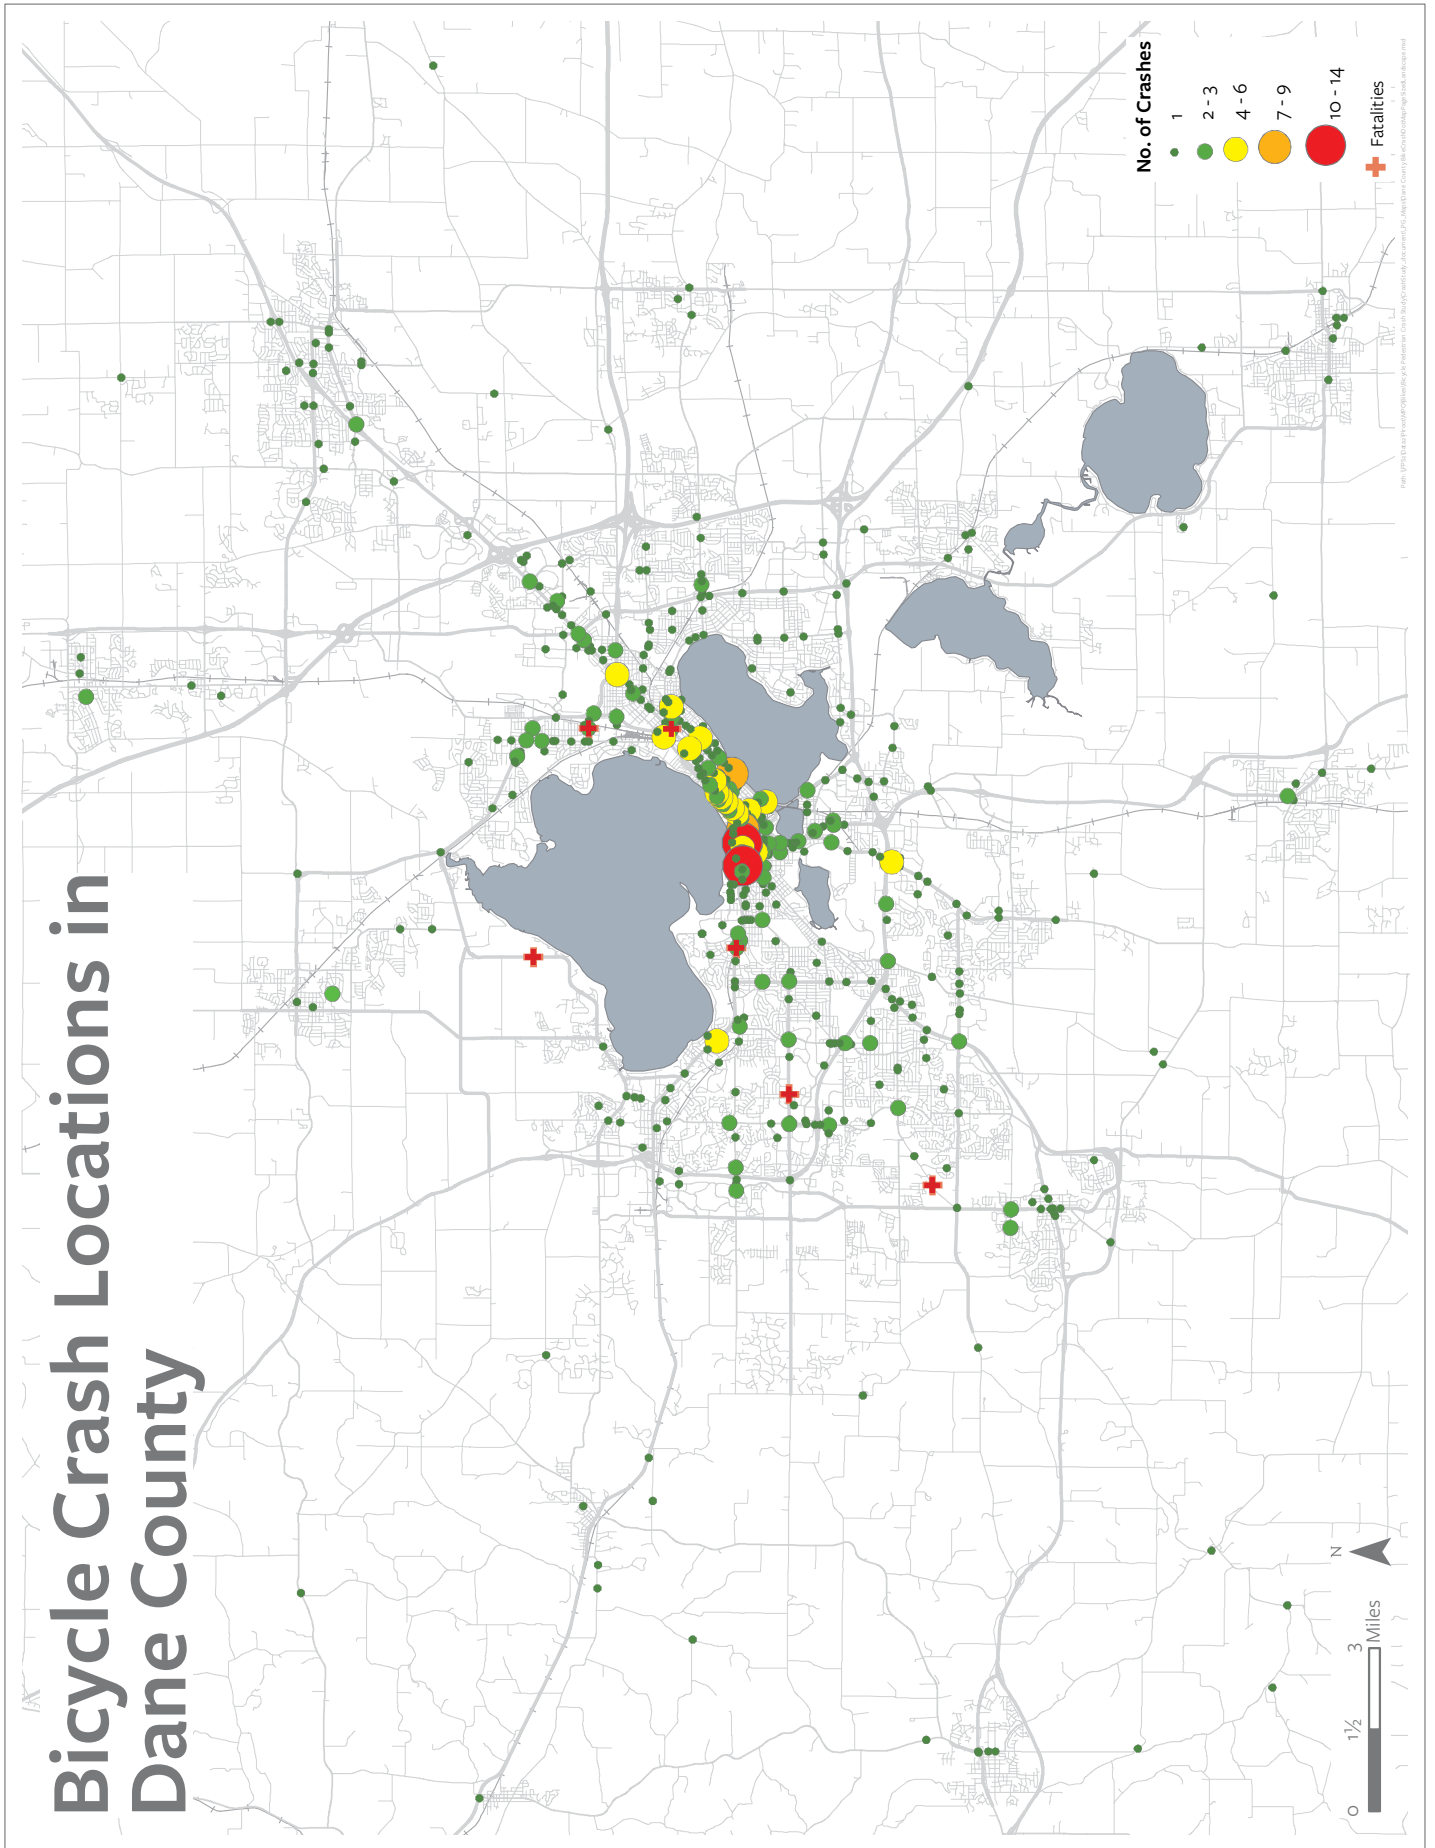 Bicycle Crash Locations in
Dane County
No. of Crashes
1
2 - 3
4 - 6
7 - 9
10 - 14
Fatalities
N
0 1½ 3
Miles